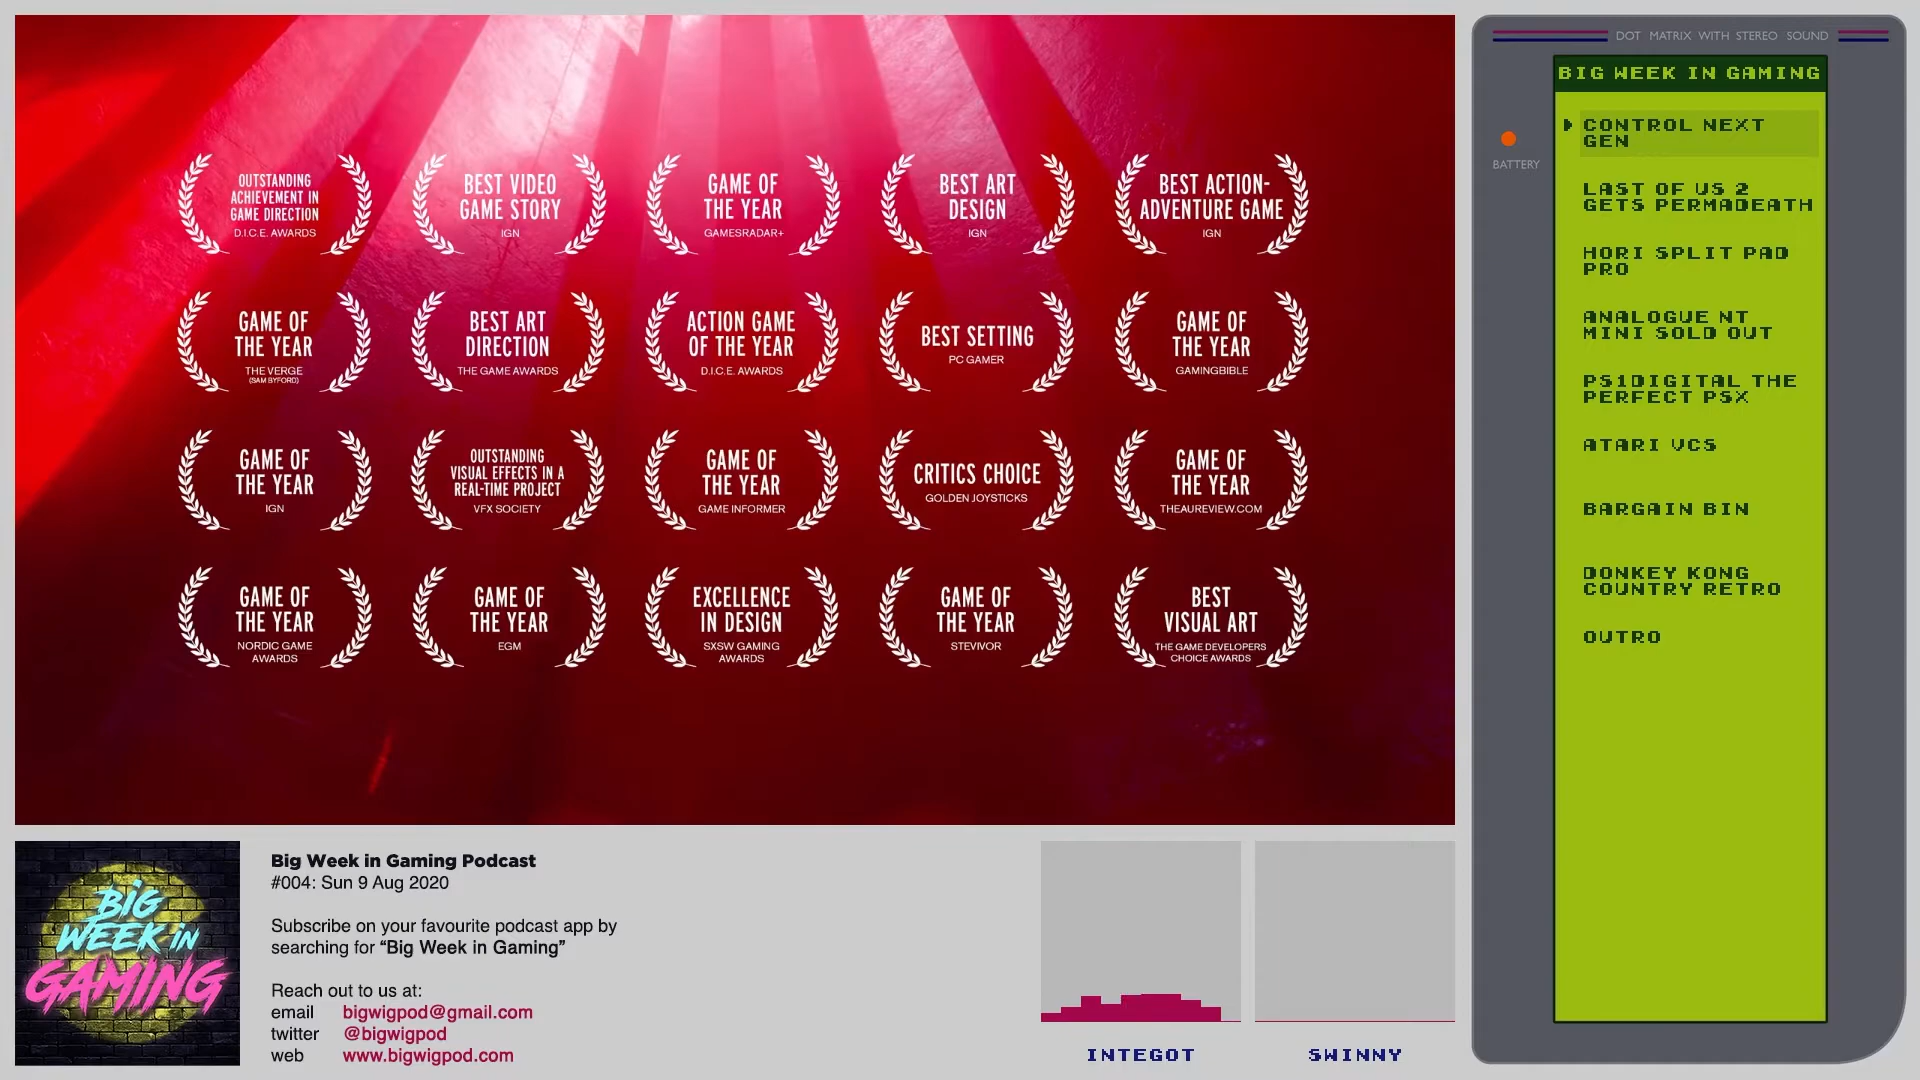 OUTSTANDING
ACHIEVEMENT IN
GAME DIRECTION
D.I.C.E. AWARDS
BEST VIDEO
GAME STORY
IGN
GAME OF
THE YEAR
GAMESRADAR+
BEST ART
DESIGN
IGN
BEST ACTION-
ADVENTURE GAME
IGN
GAME OF
THE YEAR
THE VERGE
(SAM BYFORD)
BEST ART
DIRECTION
THE GAME AWARDS
ACTION GAME
OF THE YEAR
D.I.C.E. AWARDS
BEST SETTING
PC GAMER
GAME OF
THE YEAR
GAMINGBIBLE
GAME OF
THE YEAR
IGN
OUTSTANDING
VISUAL EFFECTS IN A
REAL-TIME PROJECT
VFX SOCIETY
GAME OF
THE YEAR
GAME INFORMER
CRITICS CHOICE
GOLDEN JOYSTICKS
GAME OF
THE YEAR
THEAUREVIEW.COM
GAME OF
THE YEAR
NORDIC GAME
AWARDS
GAME OF
THE YEAR
EGM
EXCELLENCE
IN DESIGN
SXSW GAMING
AWARDS
GAME OF
THE YEAR
STEVIVOR
BEST
VISUAL ART
THE GAME DEVELOPERS
CHOICE AWARDS
BIG
WEEK IN
GAMING
Big Week in Gaming Podcast
#004: Sun 9 Aug 2020
Subscribe on your favourite podcast app by
searching for “Big Week in Gaming”
Reach out to us at:
email bigwigpod@gmail.com
twitter @bigwigpod
web www.bigwigpod.com
INTEGOT
SWINNY
DOT MATRIX WITH STEREO SOUND
BATTERY
BIG WEEK IN GAMING
CONTROL NEXT
GEN
LAST OF US 2
GETS PERMADEATH
HORI SPLIT PAD
PRO
ANALOGUE NT
MINI SOLD OUT
PS1DIGITAL THE
PERFECT PSX
ATARI VCS
BARGAIN BIN
DONKEY KONG
COUNTRY RETRO
OUTRO